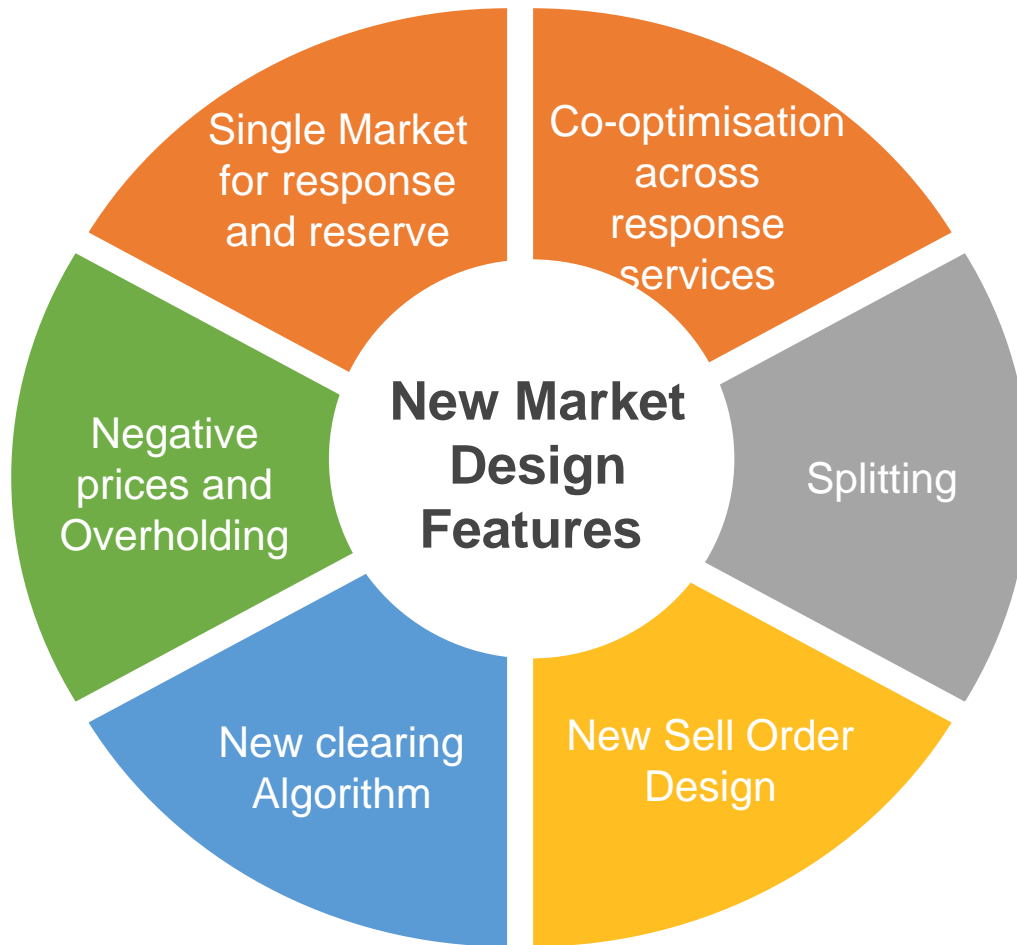 Single Market
for response
and reserve
Co-optimisation
across
response
services
Negative
prices and
Overholding
New Market
Design
Features
Splitting
New clearing
Algorithm
New Sell Order
Design